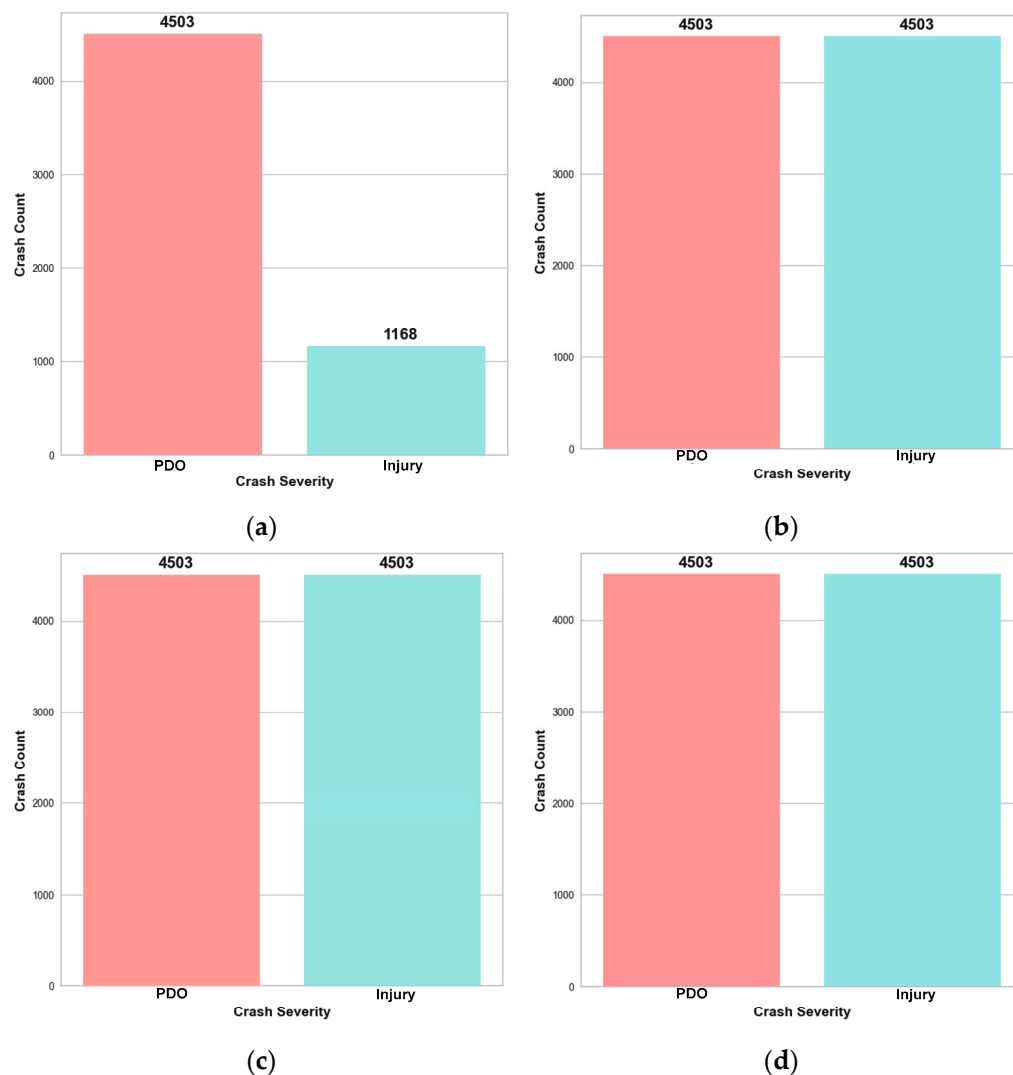 4503
4000
3000
2000
1168
1000
0
Crash Count
PDO Injury
Crash Severity
(a)
4503 4503
4000
3000
2000
1000
0
Crash Count
PDO Injury
Crash Severity
(b)
4503 4503
4000
3000
2000
1000
0
Crash Count
PDO Injury
Crash Severity
(c)
4503 4503
4000
3000
2000
1000
0
Crash Count
PDO Injury
Crash Severity
(d)